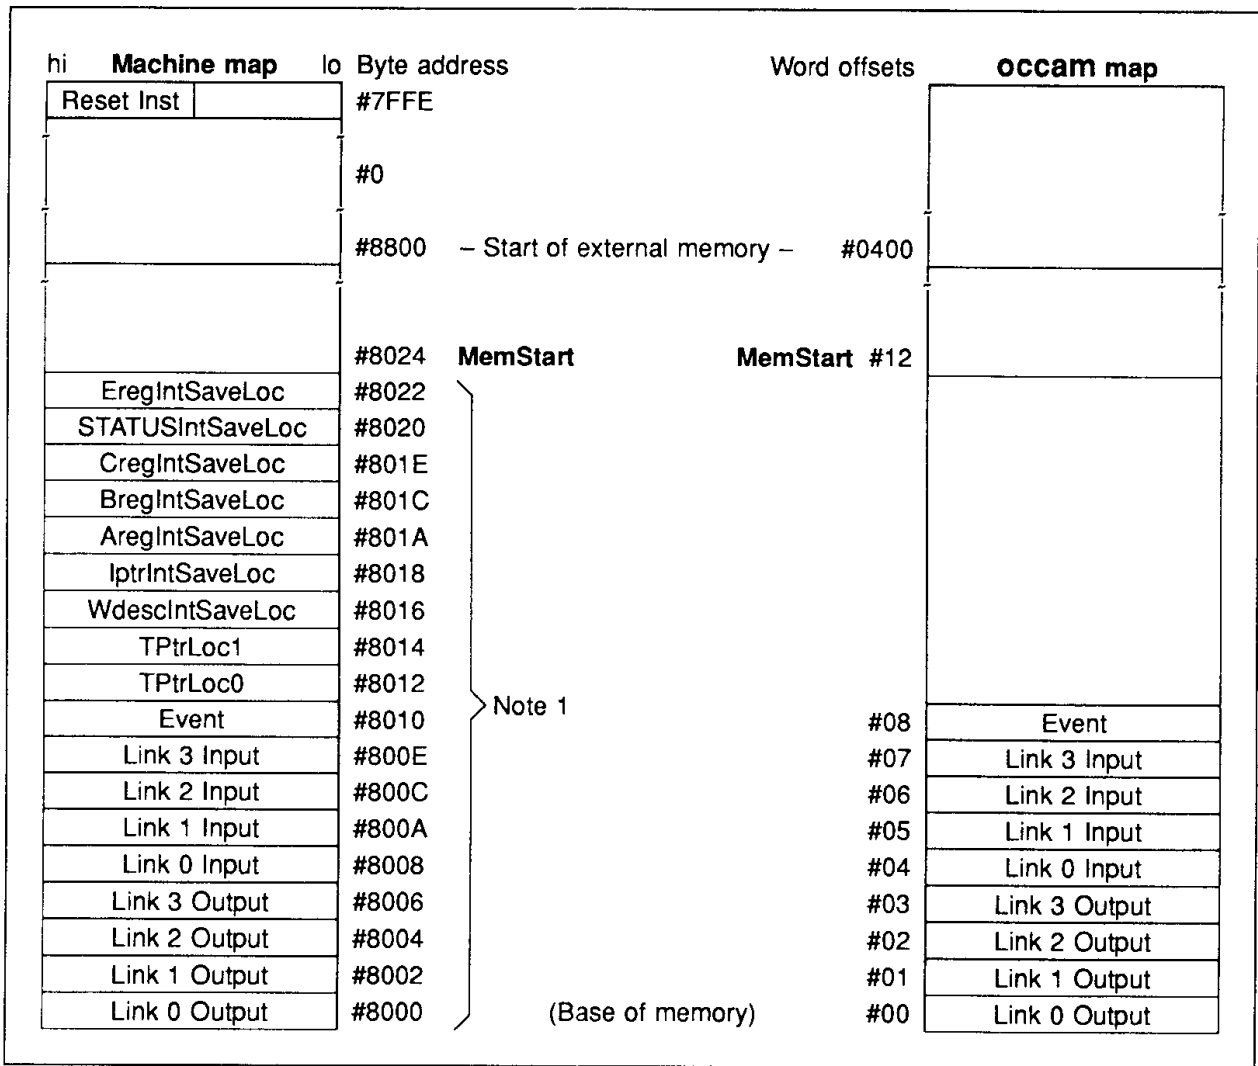 hi Machine map lo Byte address Word offsets occam map
Reset Inst #7FFE
#0
#8800 – Start of external memory – #0400
#8024 MemStart MemStart #12
EregIntSaveLoc #8022
STATUSIntSaveLoc #8020
CregIntSaveLoc #801E
BregIntSaveLoc #801C
AregIntSaveLoc #801A
IptrIntSaveLoc #8018
WdescIntSaveLoc #8016
TPtrLoc1 #8014
TPtrLoc0 #8012
Note 1
Event #8010 #08 Event
Link 3 Input #800E #07 Link 3 Input
Link 2 Input #800C #06 Link 2 Input
Link 1 Input #800A #05 Link 1 Input
Link 0 Input #8008 #04 Link 0 Input
Link 3 Output #8006 #03 Link 3 Output
Link 2 Output #8004 #02 Link 2 Output
Link 1 Output #8002 #01 Link 1 Output
Link 0 Output #8000 (Base of memory) #00 Link 0 Output